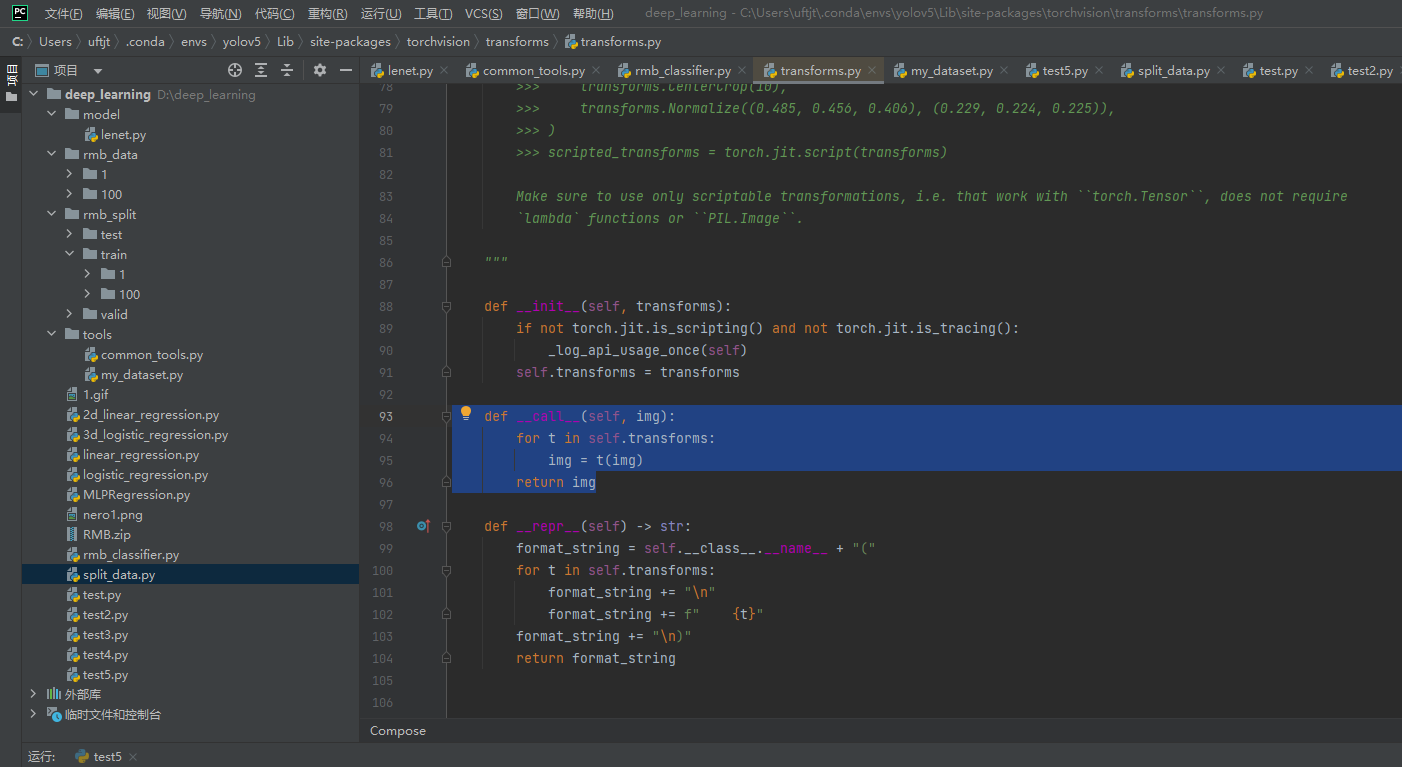 PC 文件(F) 编辑(E) 视图(V) 导航(N) 代码(C) 重构(R) 运行(U) 工具(T) VCS(S) 窗口(W) 帮助(H) deep_learning - C:\Users\uftjt\.conda\envs\yolov5\Lib\site-packages\torchvision\transforms\transforms.py
C: Users uftjt .conda envs yolov5 Lib site-packages torchvision transforms transforms.py
项目
项目
lenet.py common_tools.py rmb_classifier.py transforms.py my_dataset.py test5.py split_data.py test.py test2.py
deep_learning D:\deep_learning
model
lenet.py
rmb_data
1
100
rmb_split
test
train
1
100
valid
tools
common_tools.py
my_dataset.py
1.gif
2d_linear_regression.py
3d_logistic_regression.py
linear_regression.py
logistic_regression.py
MLPRegression.py
nero1.png
RMB.zip
rmb_classifier.py
split_data.py
test.py
test2.py
test3.py
test4.py
test5.py
外部库
临时文件和控制台
78 >>>     transforms.CenterCrop(10),
79 >>>     transforms.Normalize((0.485, 0.456, 0.406), (0.229, 0.224, 0.225)),
80 >>> )
81 >>> scripted_transforms = torch.jit.script(transforms)
82
83 Make sure to use only scriptable transformations, i.e. that work with ``torch.Tensor``, does not require
84 `lambda` functions or ``PIL.Image``.
85
86 """
87
88 def __init__(self, transforms):
89 if not torch.jit.is_scripting() and not torch.jit.is_tracing():
90 _log_api_usage_once(self)
91 self.transforms = transforms
92
93 def __call__(self, img):
94 for t in self.transforms:
95 img = t(img)
96 return img
97
98 def __repr__(self) -> str:
99 format_string = self.__class__.__name__ + "("
100 for t in self.transforms:
101 format_string += "\n"
102 format_string += f"    {t}"
103 format_string += "\n)"
104 return format_string
105
106
Compose
运行: test5